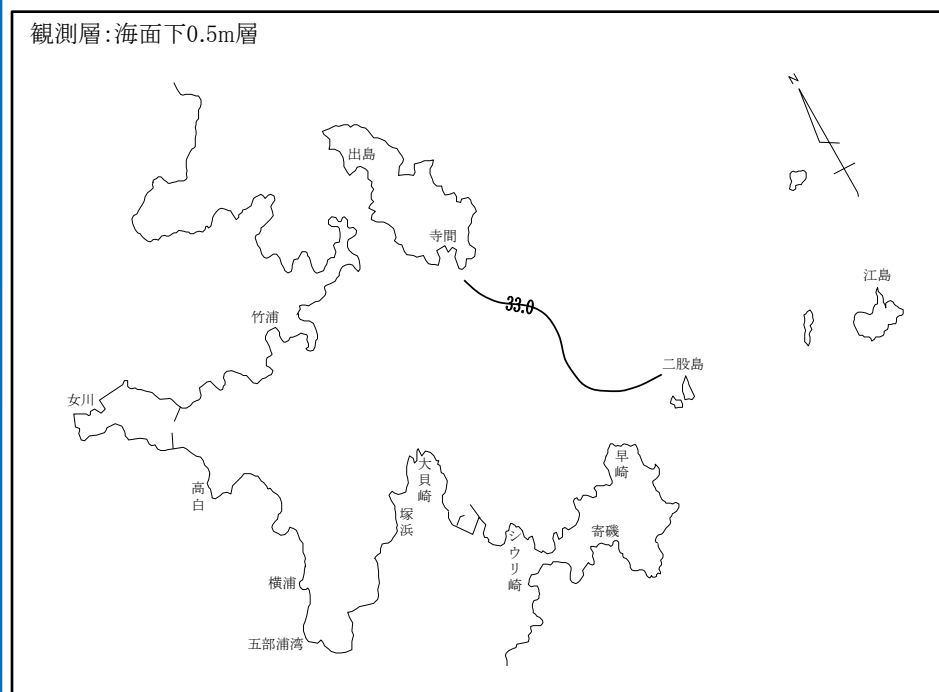 観測層:海面下0.5m層
N
出島
寺間
江島
33.0
竹浦
二股島
女川
大貝崎
早崎
高白
塚浜
寄磯
シウリ崎
横浦
五部浦湾